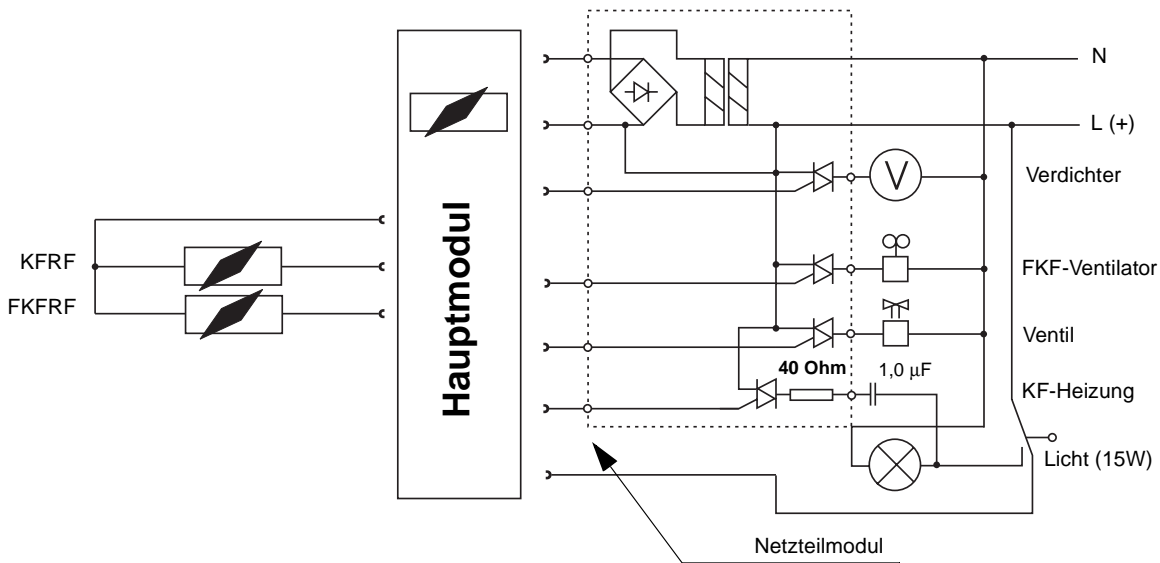 N
L (+)
Verdichter
V
Hauptmodul
KFRF
FKF-Ventilator
FKFRF
Ventil
40 Ohm
1,0 µF
KF-Heizung
Licht (15W)
Netzteilmodul